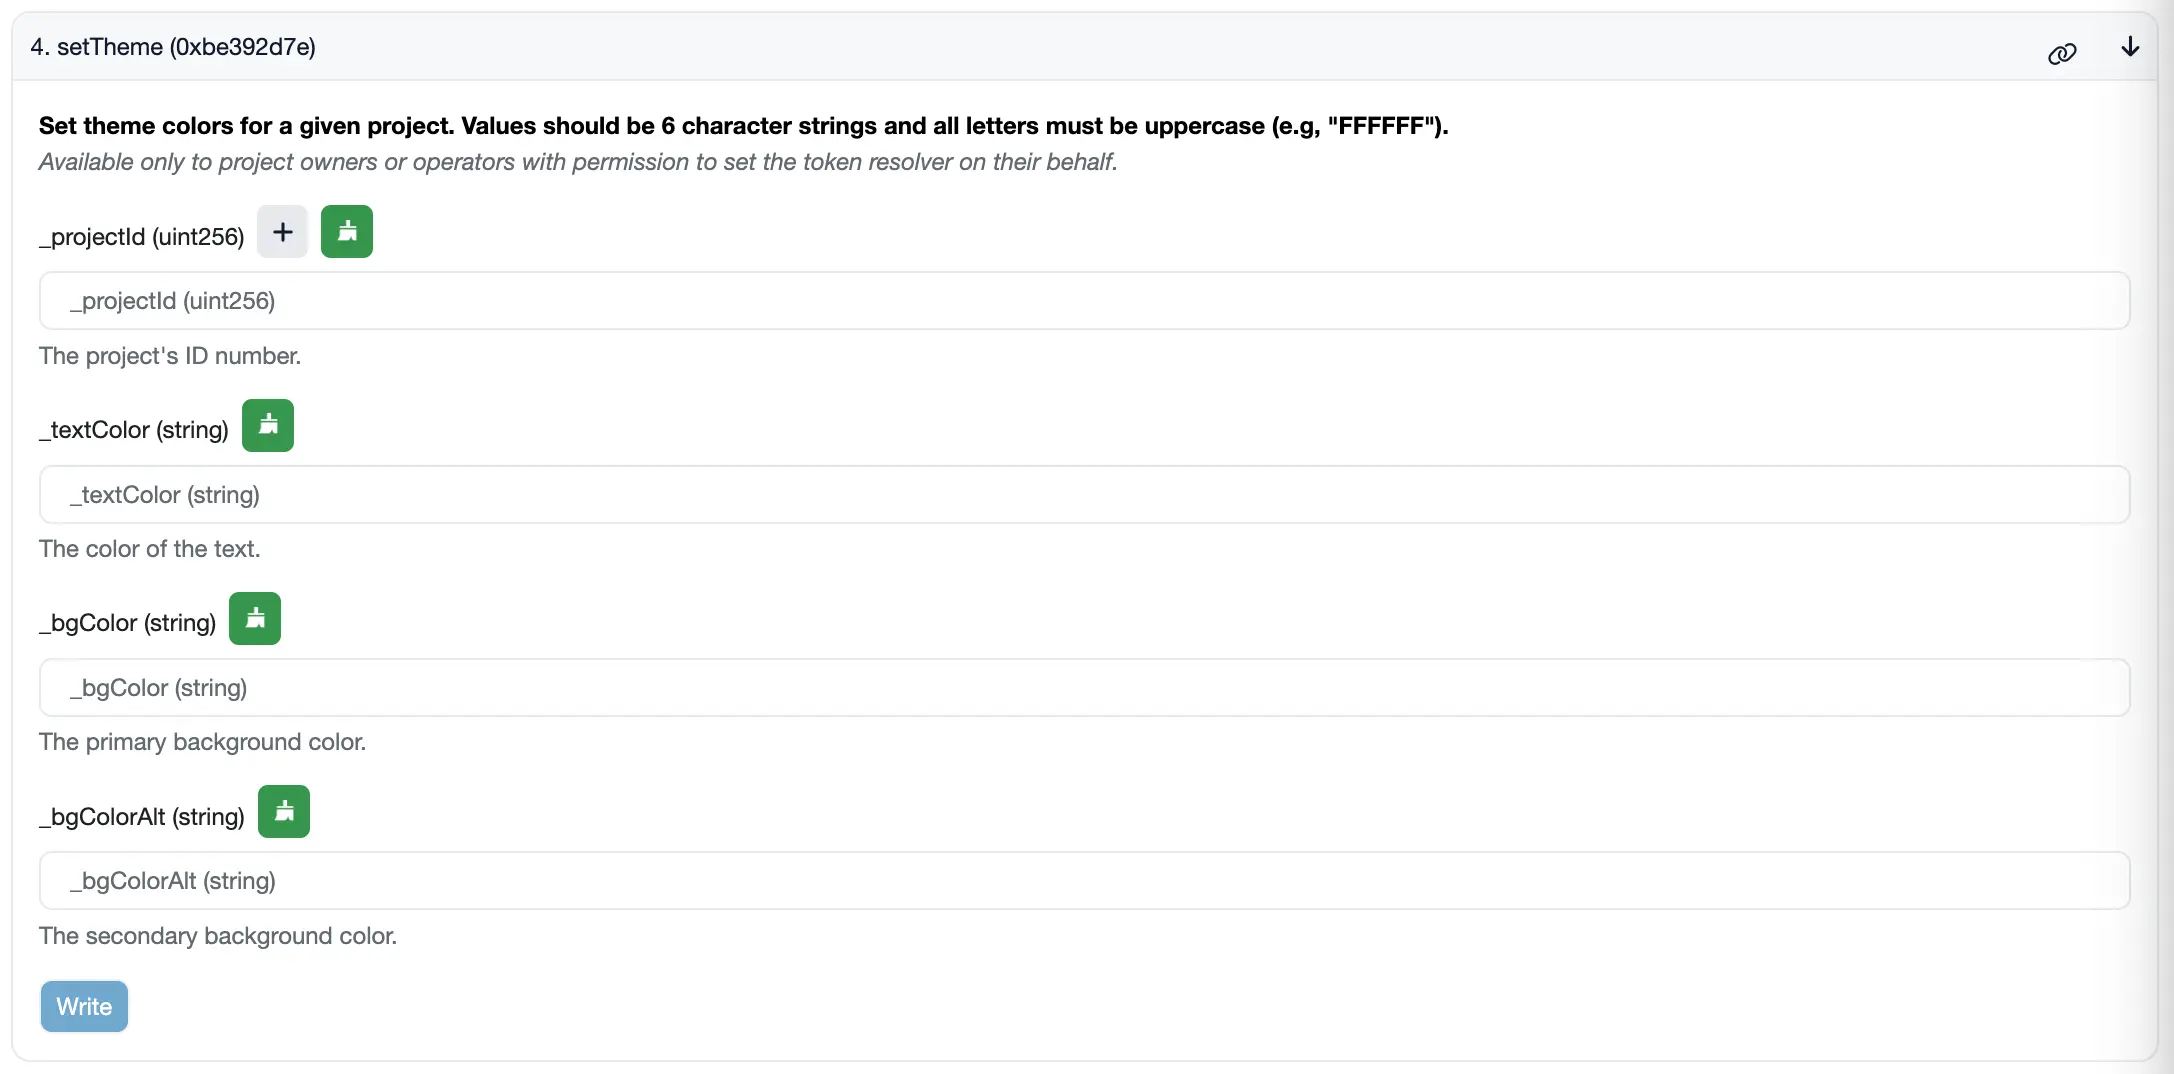 4. setTheme (0xbe392d7e)
Set theme colors for a given project. Values should be 6 character strings and all letters must be uppercase (e.g, "FFFFFF").
Available only to project owners or operators with permission to set the token resolver on their behalf.
_projectId (uint256)
_projectId (uint256)
The project's ID number.
_textColor (string)
_textColor (string)
The color of the text.
_bgColor (string)
_bgColor (string)
The primary background color.
_bgColorAlt (string)
_bgColorAlt (string)
The secondary background color.
Write